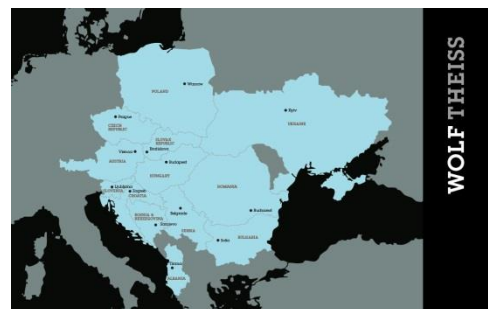 WOLF THEISS
POLAND
Warsaw
Prague
CZECH
REPUBLIC
Kyiv
UKRAINE
SLOVAK
REPUBLIC
Bratislava
Vienna
AUSTRIA
Budapest
HUNGARY
Ljubljana
SLOVENIA
Zagreb
CROATIA
ROMANIA
Bucharest
BOSNIA &
HERZEGOVINA
Belgrade
Sarajevo
SERBIA
Sofia
BULGARIA
Tirana
ALBANIA